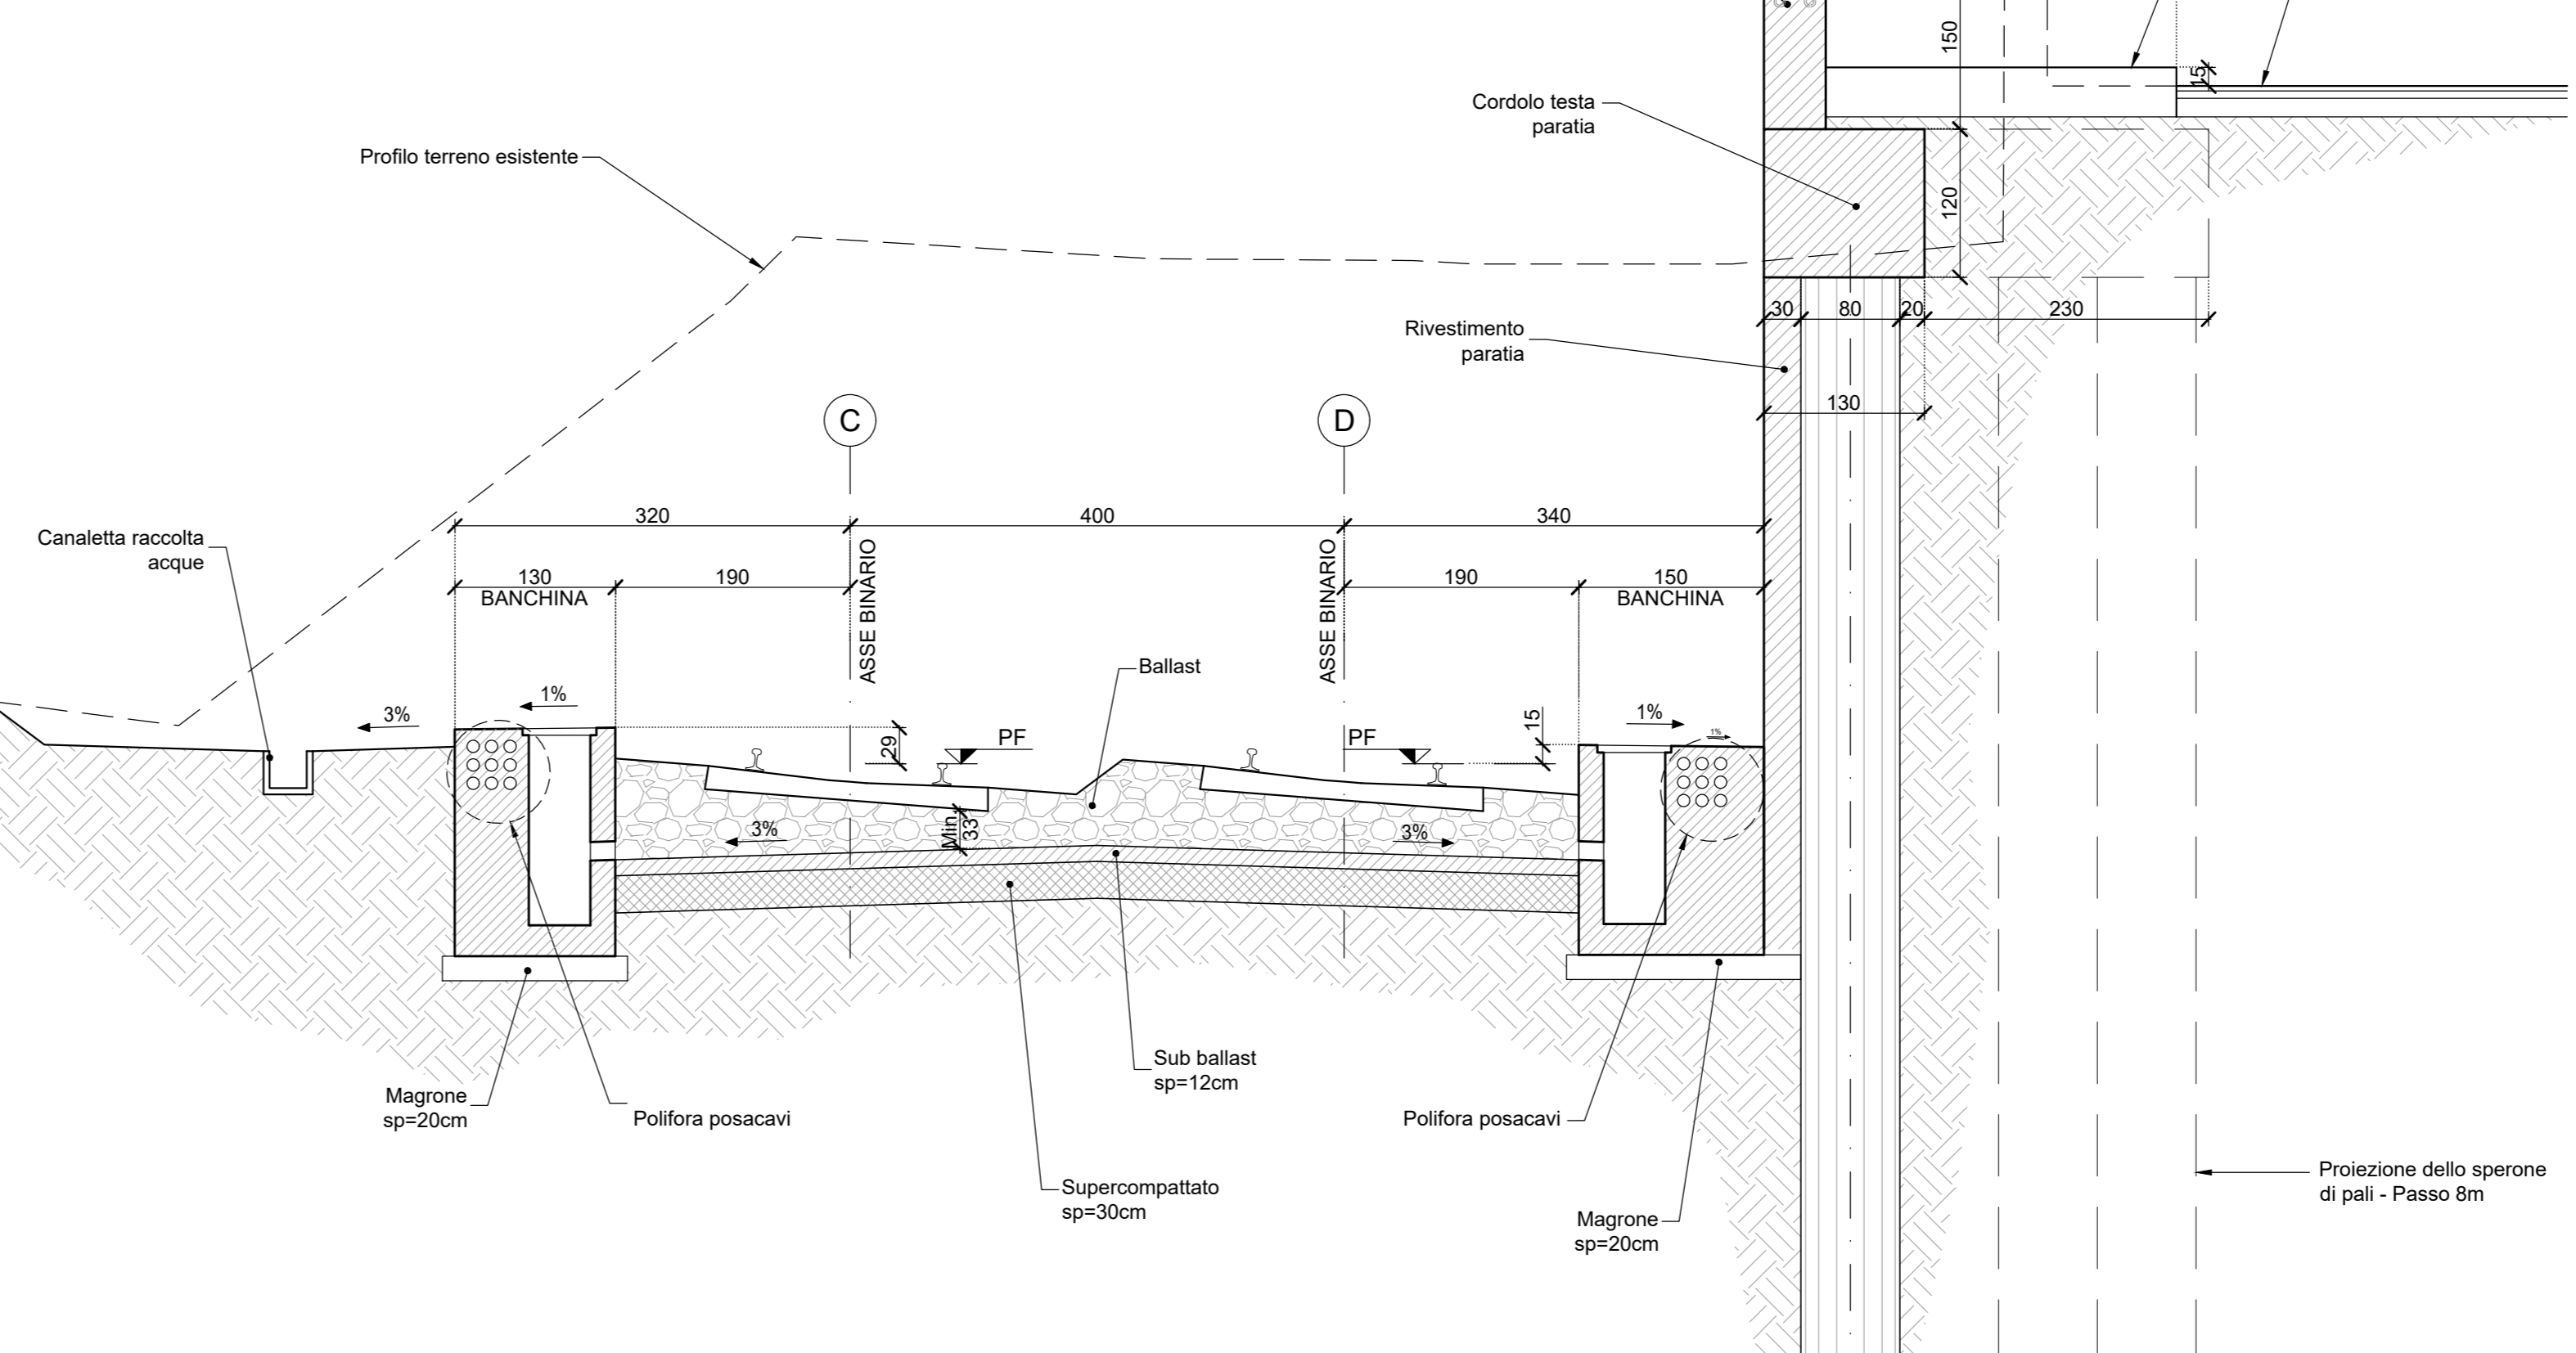 150
15
Cordolo testa
paratia
Profilo terreno esistente
120
30
80
20
230
Rivestimento
paratia
130
C
D
320
400
340
Canaletta raccolta
acque
ASSE BINARIO
ASSE BINARIO
130
BANCHINA
190
190
150
BANCHINA
Ballast
1%
3%
29
PF
PF
15
1%
1%
Min.
33
3%
3%
Sub ballast
sp=12cm
Magrone
sp=20cm
Polifora posacavi
Polifora posacavi
Supercompattato
sp=30cm
Magrone
sp=20cm
Proiezione dello sperone
di pali - Passo 8m